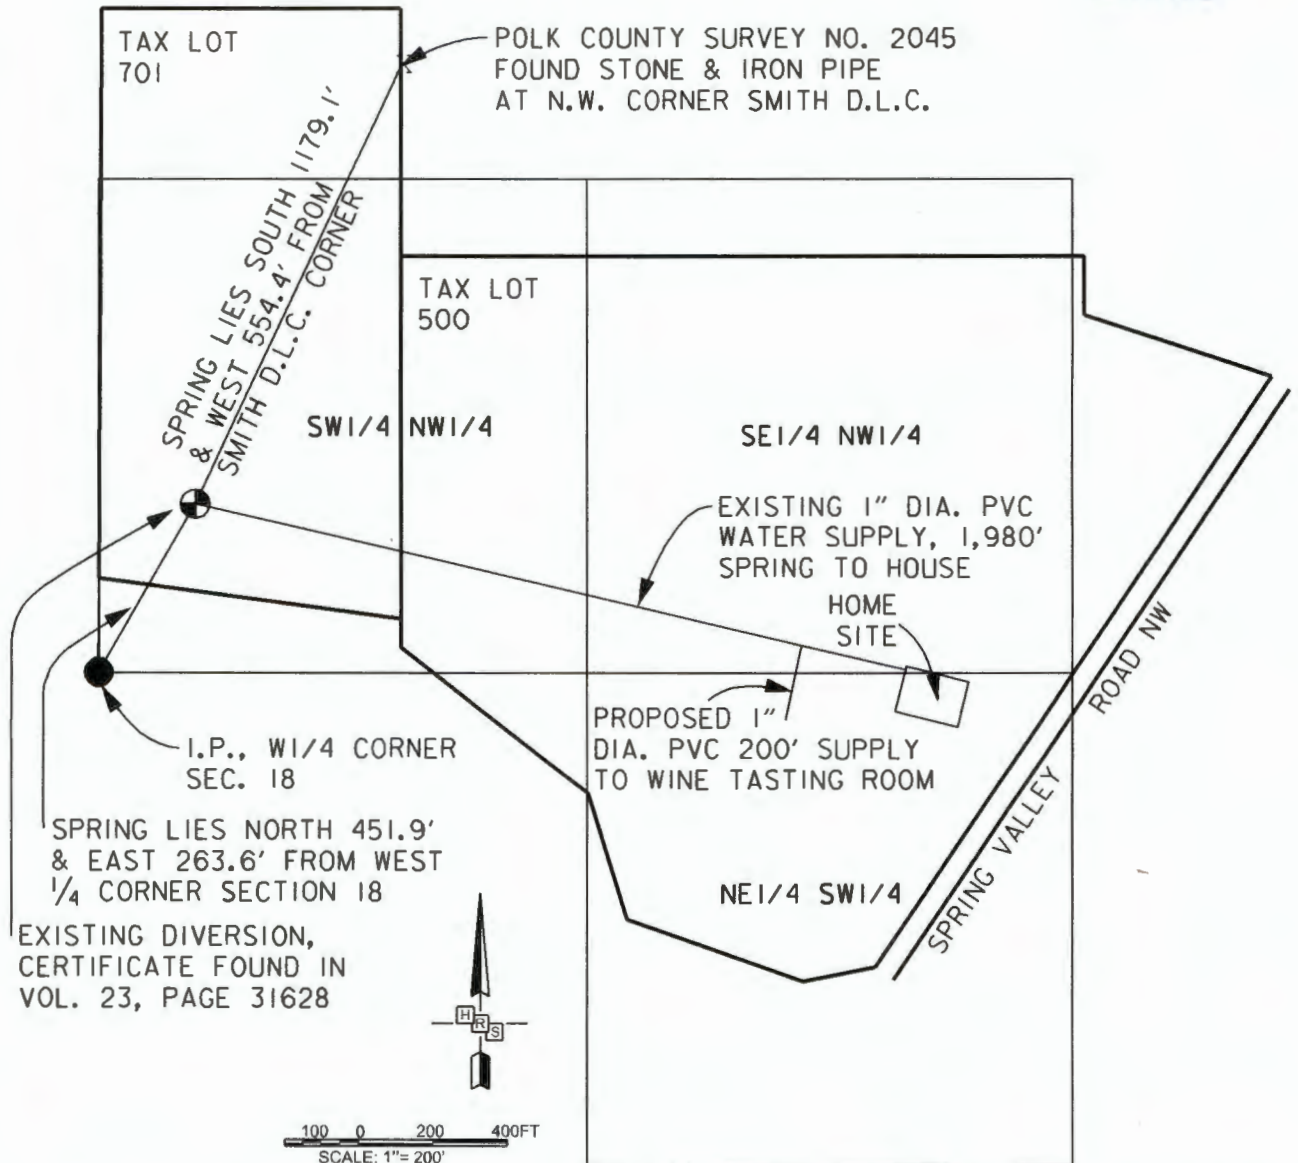 TAX LOT
701
POLK COUNTY SURVEY NO. 2045
FOUND STONE & IRON PIPE
AT N.W. CORNER SMITH D.L.C.
SPRING LIES SOUTH 1179.1'
& WEST 554.4' FROM
SMITH D.L.C. CORNER
TAX LOT
500
SW1/4 NW1/4
SE1/4 NW1/4
EXISTING 1" DIA. PVC
WATER SUPPLY, 1,980'
SPRING TO HOUSE
HOME
SITE
PROPOSED 1"
DIA. PVC 200' SUPPLY
TO WINE TASTING ROOM
I.P., W1/4 CORNER
SEC. 18
SPRING LIES NORTH 451.9'
& EAST 263.6' FROM WEST
1/4 CORNER SECTION 18
EXISTING DIVERSION,
CERTIFICATE FOUND IN
VOL. 23, PAGE 31628
NE1/4 SW1/4
SPRING VALLEY ROAD NW
H R S
100 0 200 400FT
SCALE: 1"= 200'